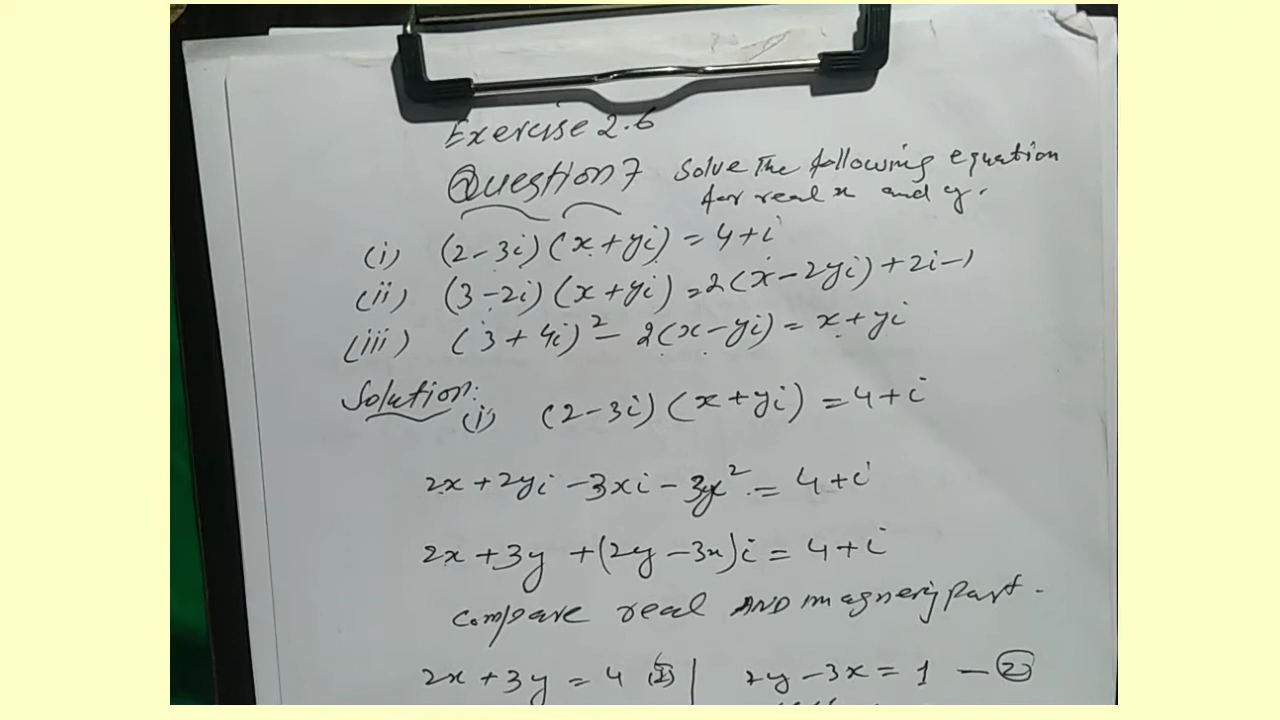 Exercise 2.6
Question 7 Solve The following equation
for real x and y.
(i) (2-3i)(x+yi) = 4+i
(ii) (3-2i)(x+yi) = 2(x-2yi)+2i-1
(iii) (3+4i)² - 2(x-yi) = x+yi
Solution:
(i) (2-3i)(x+yi) = 4+i
2x+2yi-3xi-3yi² = 4+i
2x+3y+(2y-3x)i = 4+i
Compare real AND imagnery part.
2x+3y = 4 | 2y-3x = 1 — ②